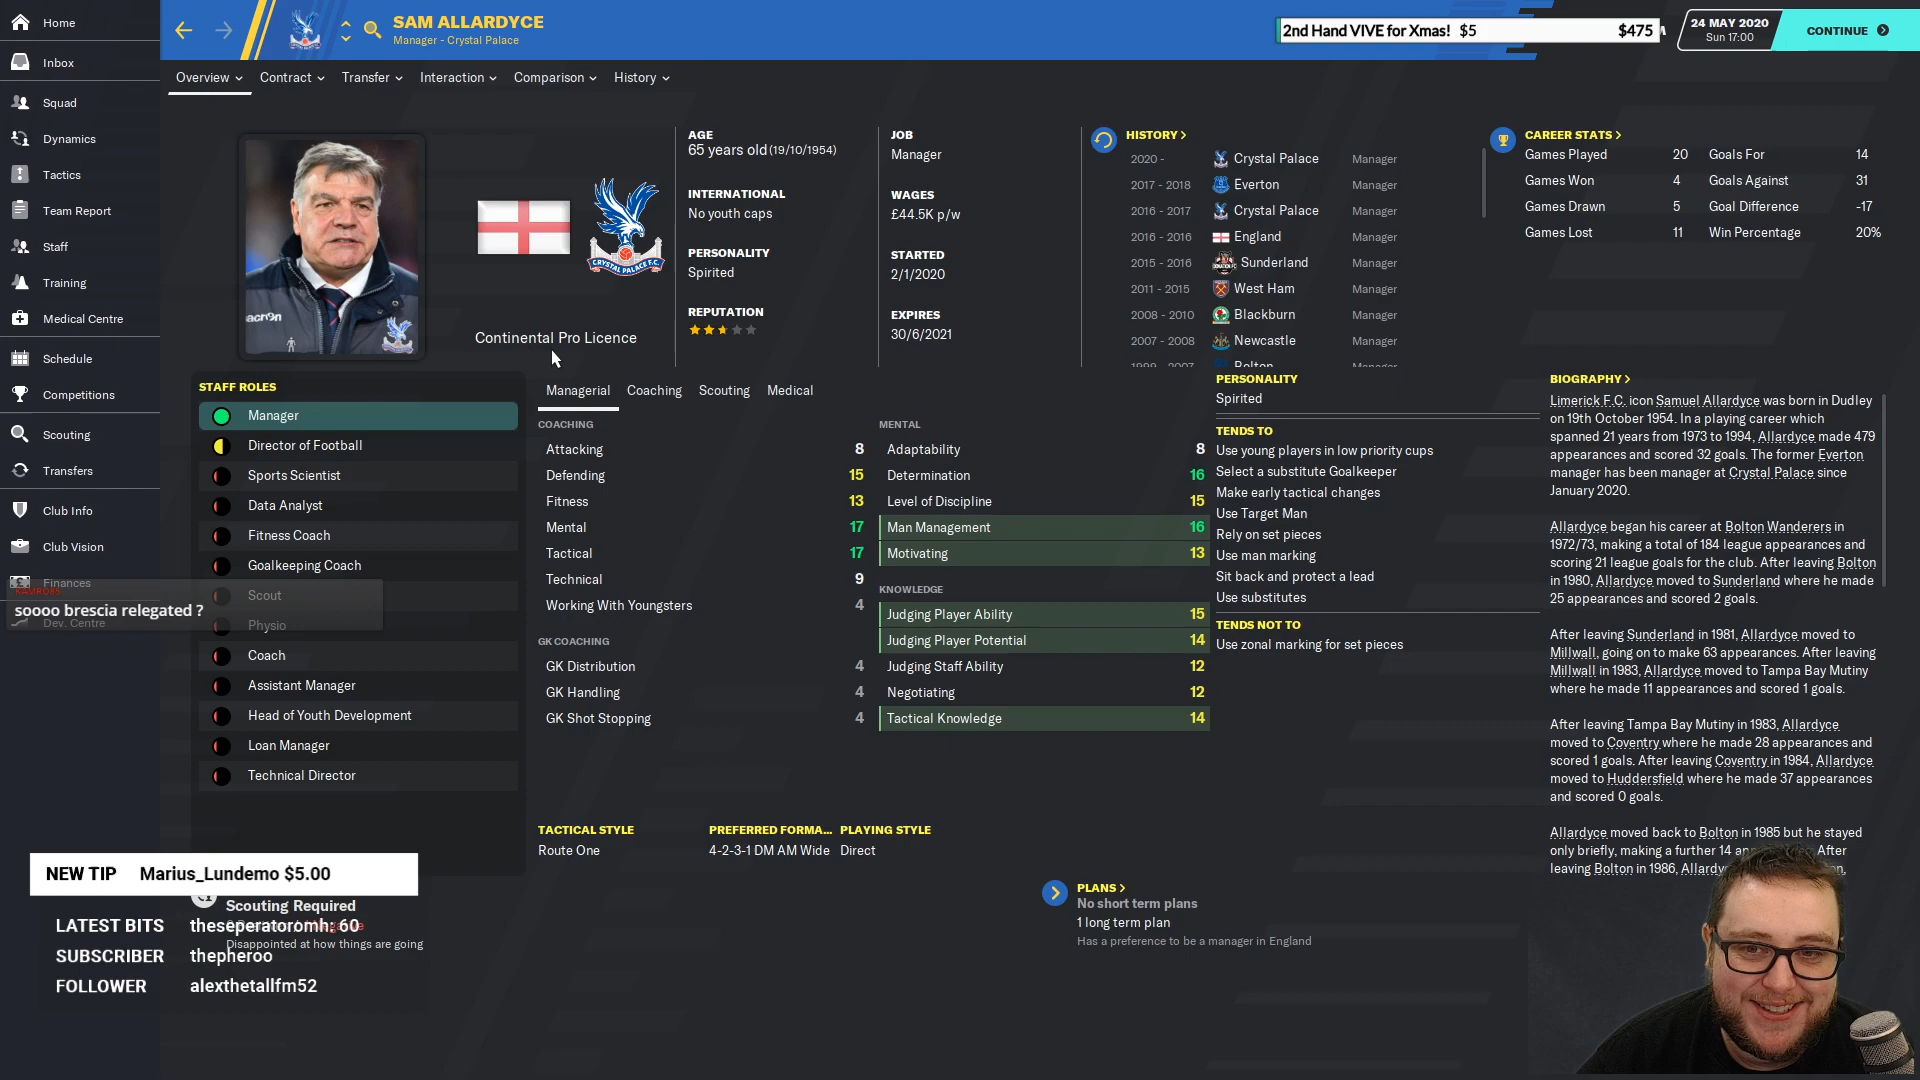 Home
Inbox
Squad
Dynamics
Tactics
Team Report
Staff
Training
Medical Centre
Schedule
Competitions
Scouting
Transfers
Club Info
Club Vision
Finances
Dev. Centre
KAMRO85
soooo brescia relegated ?
SAM ALLARDYCE
Manager - Crystal Palace
2nd Hand VIVE for Xmas! $5 $475
24 MAY 2020
Sun 17:00
CONTINUE
Overview Contract Transfer Interaction Comparison History
acron
CRYSTAL PALACE F.C.
Continental Pro Licence
AGE
65 years old (19/10/1954)
INTERNATIONAL
No youth caps
PERSONALITY
Spirited
REPUTATION
JOB
Manager
WAGES
£44.5K p/w
STARTED
2/1/2020
EXPIRES
30/6/2021
HISTORY >
2020 - Crystal Palace Manager
2017 - 2018 Everton Manager
2016 - 2017 Crystal Palace Manager
2016 - 2016 England Manager
2015 - 2016 Sunderland Manager
2011 - 2015 West Ham Manager
2008 - 2010 Blackburn Manager
2007 - 2008 Newcastle Manager
1999 - 2007 Bolton Manager
CAREER STATS >
Games Played 20 Goals For 14
Games Won 4 Goals Against 31
Games Drawn 5 Goal Difference -17
Games Lost 11 Win Percentage 20%
STAFF ROLES
Manager
Director of Football
Sports Scientist
Data Analyst
Fitness Coach
Goalkeeping Coach
Scout
Physio
Coach
Assistant Manager
Head of Youth Development
Loan Manager
Technical Director
Managerial Coaching Scouting Medical
COACHING
Attacking 8
Defending 15
Fitness 13
Mental 17
Tactical 17
Technical 9
Working With Youngsters 4
GK COACHING
GK Distribution 4
GK Handling 4
GK Shot Stopping 4
MENTAL
Adaptability 8
Determination 16
Level of Discipline 15
Man Management 16
Motivating 13
KNOWLEDGE
Judging Player Ability 15
Judging Player Potential 14
Judging Staff Ability 12
Negotiating 12
Tactical Knowledge 14
PERSONALITY
Spirited
TENDS TO
Use young players in low priority cups
Select a substitute Goalkeeper
Make early tactical changes
Use Target Man
Rely on set pieces
Use man marking
Sit back and protect a lead
Use substitutes
TENDS NOT TO
Use zonal marking for set pieces
BIOGRAPHY >
Limerick F.C. icon Samuel Allardyce was born in Dudley
on 19th October 1954. In a playing career which
spanned 21 years from 1973 to 1994, Allardyce made 479
appearances and scored 32 goals. The former Everton
manager has been manager at Crystal Palace since
January 2020.
Allardyce began his career at Bolton Wanderers in
1972/73, making a total of 184 league appearances and
scoring 21 league goals for the club. After leaving Bolton
in 1980, Allardyce moved to Sunderland where he made
25 appearances and scored 2 goals.
After leaving Sunderland in 1981, Allardyce moved to
Millwall, going on to make 63 appearances. After leaving
Millwall in 1983, Allardyce moved to Tampa Bay Mutiny
where he made 11 appearances and scored 1 goals.
After leaving Tampa Bay Mutiny in 1983, Allardyce
moved to Coventry where he made 28 appearances and
scored 1 goals. After leaving Coventry in 1984, Allardyce
moved to Huddersfield where he made 37 appearances
and scored 0 goals.
Allardyce moved back to Bolton in 1985 but he stayed
only briefly, making a further 14 After
leaving Bolton in 1986,
TACTICAL STYLE
Route One
PREFERRED FORMA...
4-2-3-1 DM AM Wide
PLAYING STYLE
Direct
PLANS >
No short term plans
1 long term plan
Has a preference to be a manager in England
NEW TIP Marius_Lundemo $5.00
Scouting Required
Disappointed at how things are going
LATEST BITS theseperatoromh: 60
SUBSCRIBER thepheroo
FOLLOWER alexthetallfm52